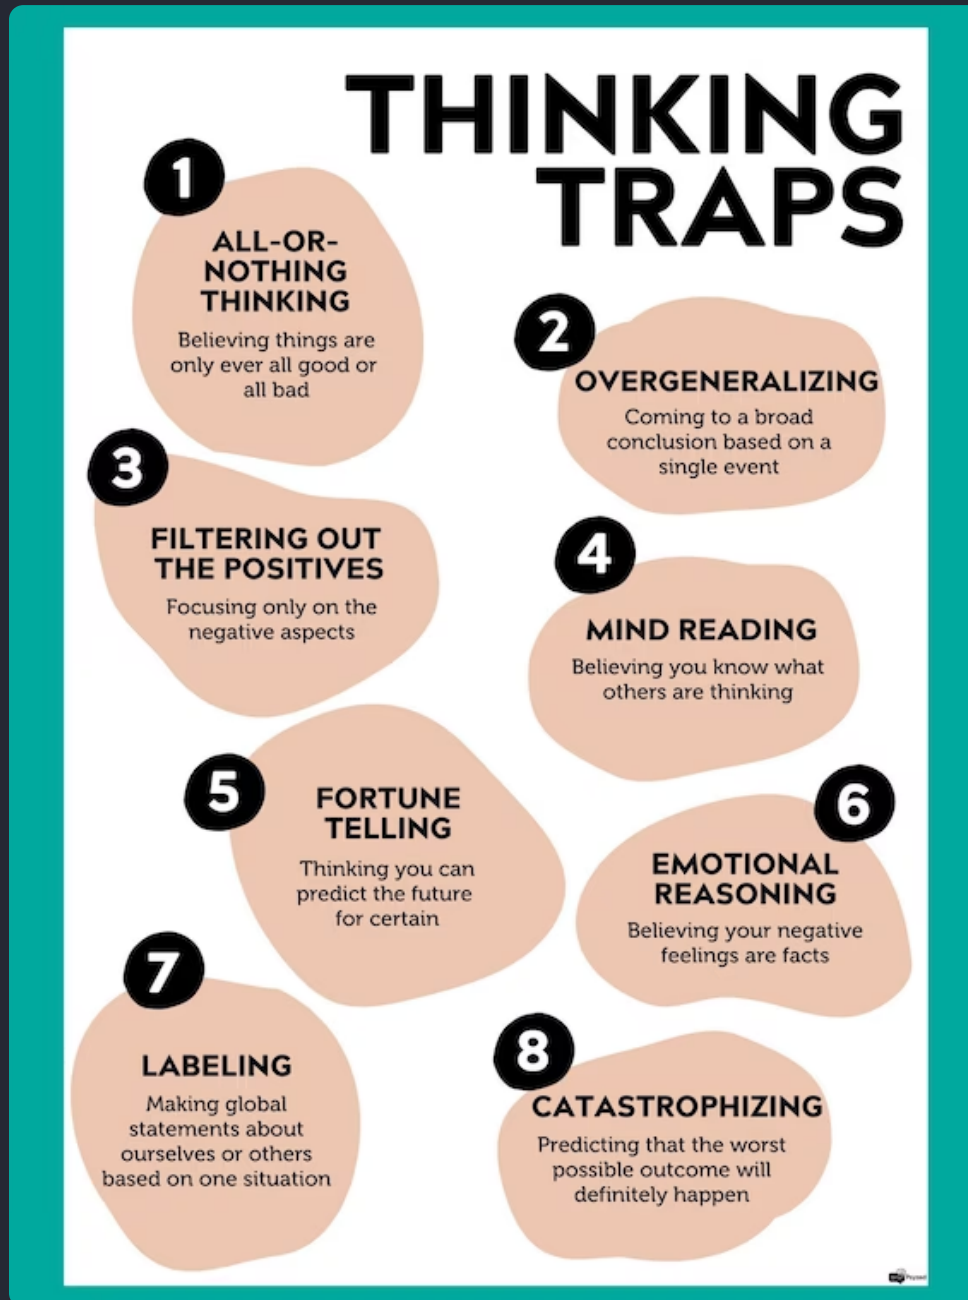 THINKING
TRAPS
1
ALL-OR-
NOTHING
THINKING
Believing things are
only ever all good or
all bad
2
OVERGENERALIZING
Coming to a broad
conclusion based on a
single event
3
FILTERING OUT
THE POSITIVES
Focusing only on the
negative aspects
4
MIND READING
Believing you know what
others are thinking
5
FORTUNE
TELLING
Thinking you can
predict the future
for certain
6
EMOTIONAL
REASONING
Believing your negative
feelings are facts
7
LABELING
Making global
statements about
ourselves or others
based on one situation
8
CATASTROPHIZING
Predicting that the worst
possible outcome will
definitely happen